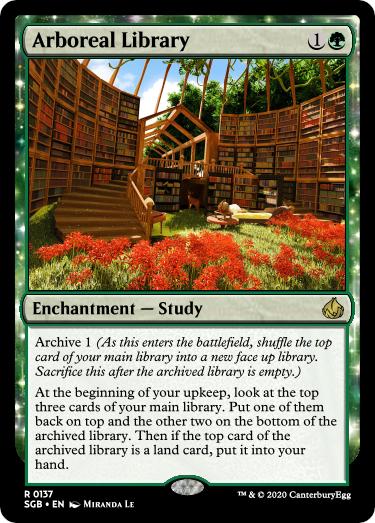 Arboreal Library 1
Enchantment — Study
Archive 1 (As this enters the battlefield, shuffle the top
card of your main library into a new face up library.
Sacrifice this after the archived library is empty.)
At the beginning of your upkeep, look at the top
three cards of your main library. Put one of them
back on top and the other two on the bottom of the
archived library. Then if the top card of the
archived library is a land card, put it into your
hand.
R 0137
SGB • EN Miranda Le ™ & © 2020 CanterburyEgg